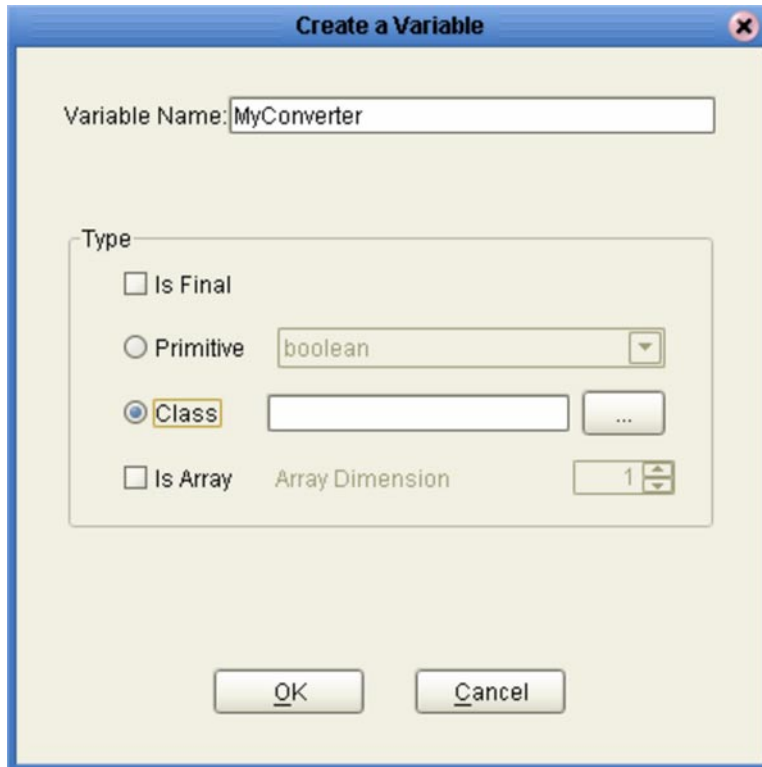 Create a Variable
Variable Name: MyConverter
Type
Is Final
Primitive boolean
Class ...
Is Array Array Dimension 1
OK Cancel